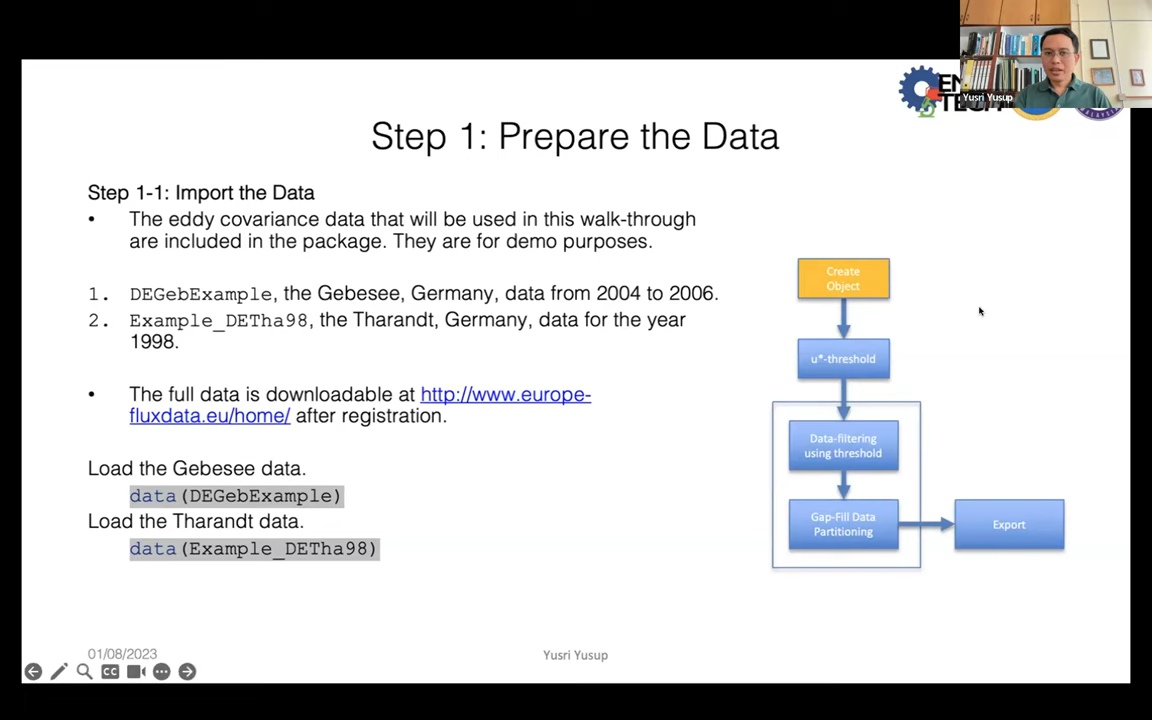 Yusri Yusup
EN
TECH
Step 1: Prepare the Data
Step 1-1: Import the Data
• The eddy covariance data that will be used in this walk-through
are included in the package. They are for demo purposes.
1. DEGebExample, the Gebesee, Germany, data from 2004 to 2006.
2. Example_DETha98, the Tharandt, Germany, data for the year
1998.
• The full data is downloadable at http://www.europe-
fluxdata.eu/home/ after registration.
Load the Gebesee data.
data(DEGebExample)
Load the Tharandt data.
data(Example_DETha98)
Create
Object
u*-threshold
Data-filtering
using threshold
Gap-Fill Data
Partitioning
Export
01/08/2023
Yusri Yusup
CC